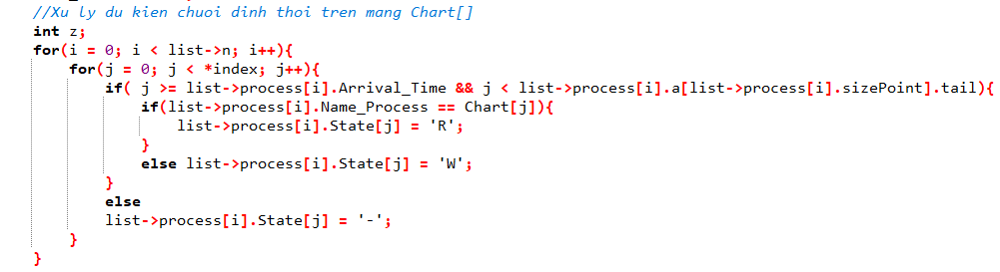 //Xu ly du kien chuoi dinh thoi tren mang Chart[]
int z;
for(i = 0; i < list->n; i++){
for(j = 0; j < *index; j++){
if( j >= list->process[i].Arrival_Time && j < list->process[i].a[list->process[i].sizePoint].tail){
if(list->process[i].Name_Process == Chart[j]){
list->process[i].State[j] = 'R';
}
else list->process[i].State[j] = 'W';
}
else
list->process[i].State[j] = '-';
}
}